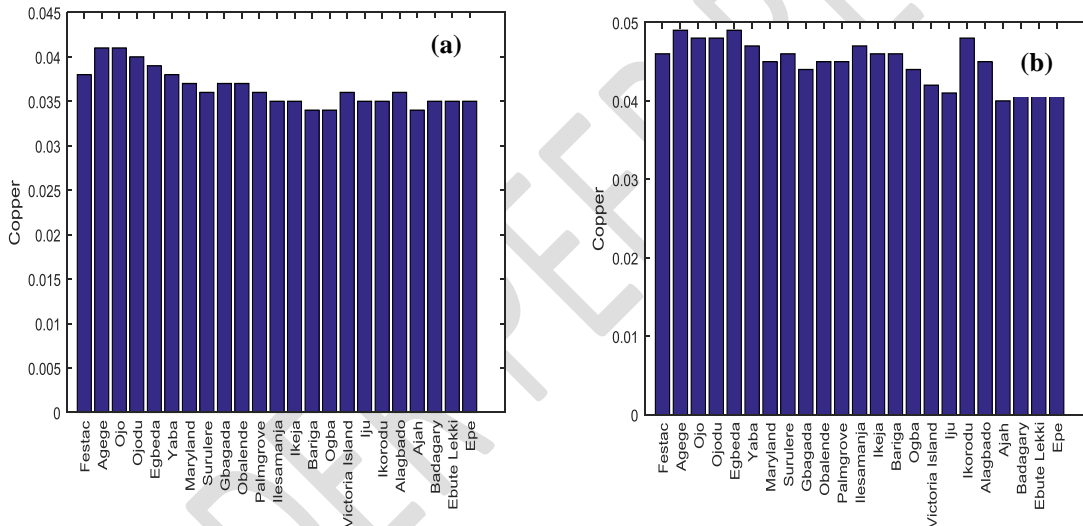 0.045
0.04
0.035
0.03
0.025
0.02
0.015
0.01
0.005
0
Copper
(a)
Festac
Agege
Ojo
Ojodu
Egbeda
Yaba
Maryland
Surulere
Gbagada
Obalende
Palmgrove
Illesamanja
Ikeja
Bariga
Ogba
Victoria Island
Iju
Ikorodu
Alagbado
Ajah
Badagary
Ebute Lekki
Epe
0.05
0.04
0.03
0.02
0.01
0
Copper
(b)
Festac
Agege
Ojo
Ojodu
Egbeda
Yaba
Maryland
Surulere
Gbagada
Obalende
Palmgrove
Illesamanja
Ikeja
Bariga
Ogba
Victoria Island
Iju
Ikorodu
Alagbado
Ajah
Badagary
Ebute Lekki
Epe